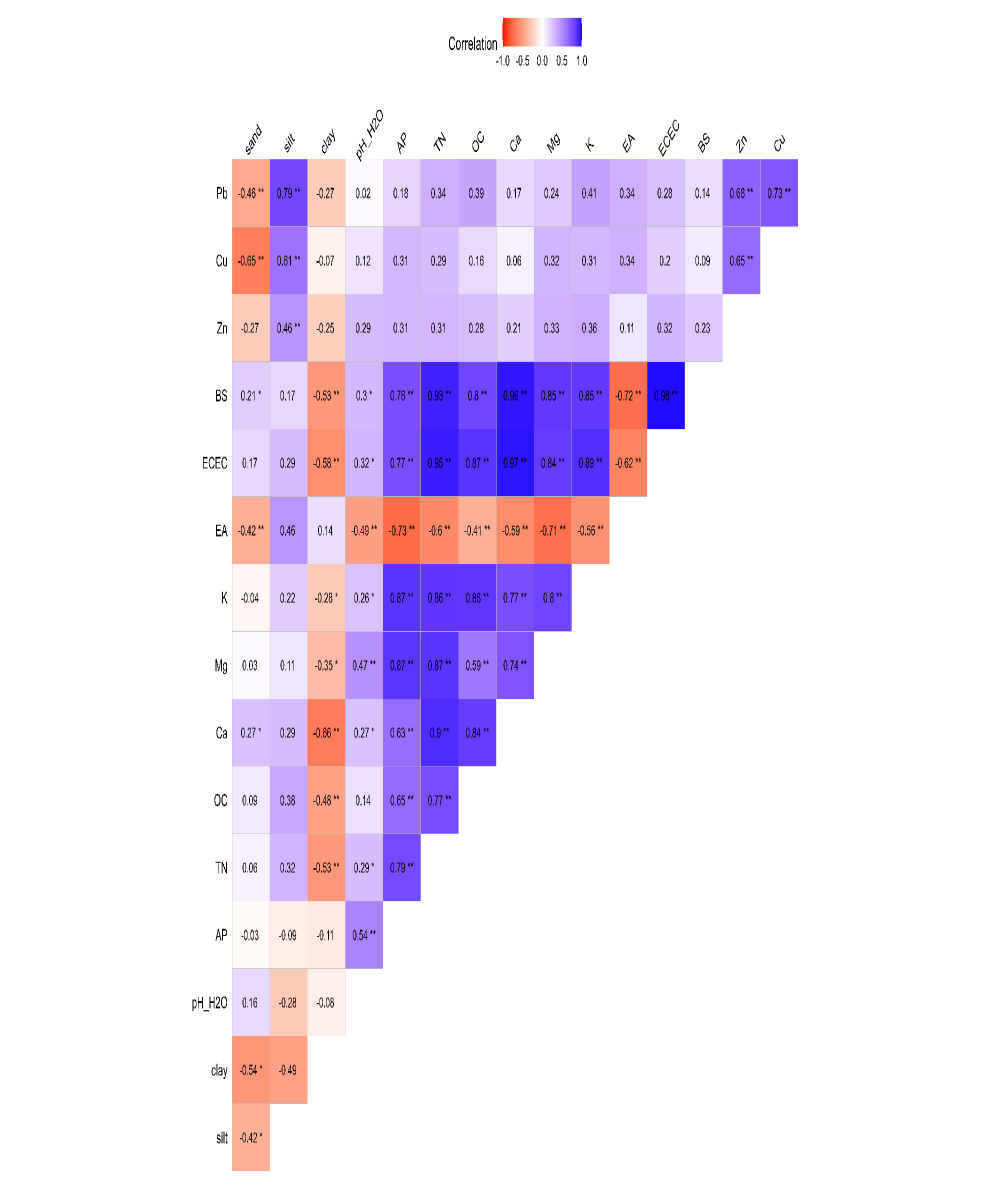 Correlation
-1.0 -0.5 0.0 0.5 1.0
sand silt clay pH_H2O AP TN OC Ca Mg K EA ECEC BS Zn Cu
Pb -0.46 ** 0.79 ** -0.27 0.02 0.18 0.34 0.39 0.17 0.24 0.41 0.34 0.28 0.14 0.68 ** 0.73 **
Cu -0.65 ** 0.61 ** -0.07 0.12 0.31 0.29 0.16 0.06 0.32 0.31 0.34 0.2 0.09 0.65 **
Zn -0.27 0.46 ** -0.25 0.29 0.31 0.31 0.28 0.21 0.33 0.36 0.11 0.32 0.23
BS 0.21 * 0.17 -0.53 ** 0.3 * 0.76 ** 0.93 ** 0.8 ** 0.96 ** 0.85 ** 0.85 ** -0.72 ** 0.98 **
ECEC 0.17 0.29 -0.58 ** 0.32 * 0.77 ** 0.95 ** 0.87 ** 0.97 ** 0.84 ** 0.89 ** -0.62 **
EA -0.42 ** 0.46 0.14 -0.49 ** -0.73 ** -0.6 ** -0.41 ** -0.59 ** -0.71 ** -0.56 **
K -0.04 0.22 -0.28 * 0.26 * 0.87 ** 0.86 ** 0.86 ** 0.77 ** 0.8 **
Mg 0.03 0.11 -0.35 * 0.47 ** 0.87 ** 0.87 ** 0.59 ** 0.74 **
Ca 0.27 * 0.29 -0.66 ** 0.27 * 0.63 ** 0.9 ** 0.84 **
OC 0.09 0.38 -0.48 ** 0.14 0.65 ** 0.77 **
TN 0.06 0.32 -0.53 ** 0.29 * 0.79 **
AP -0.03 -0.09 -0.11 0.54 **
pH_H2O 0.16 -0.28 -0.08
clay -0.54 * -0.49
silt -0.42 *